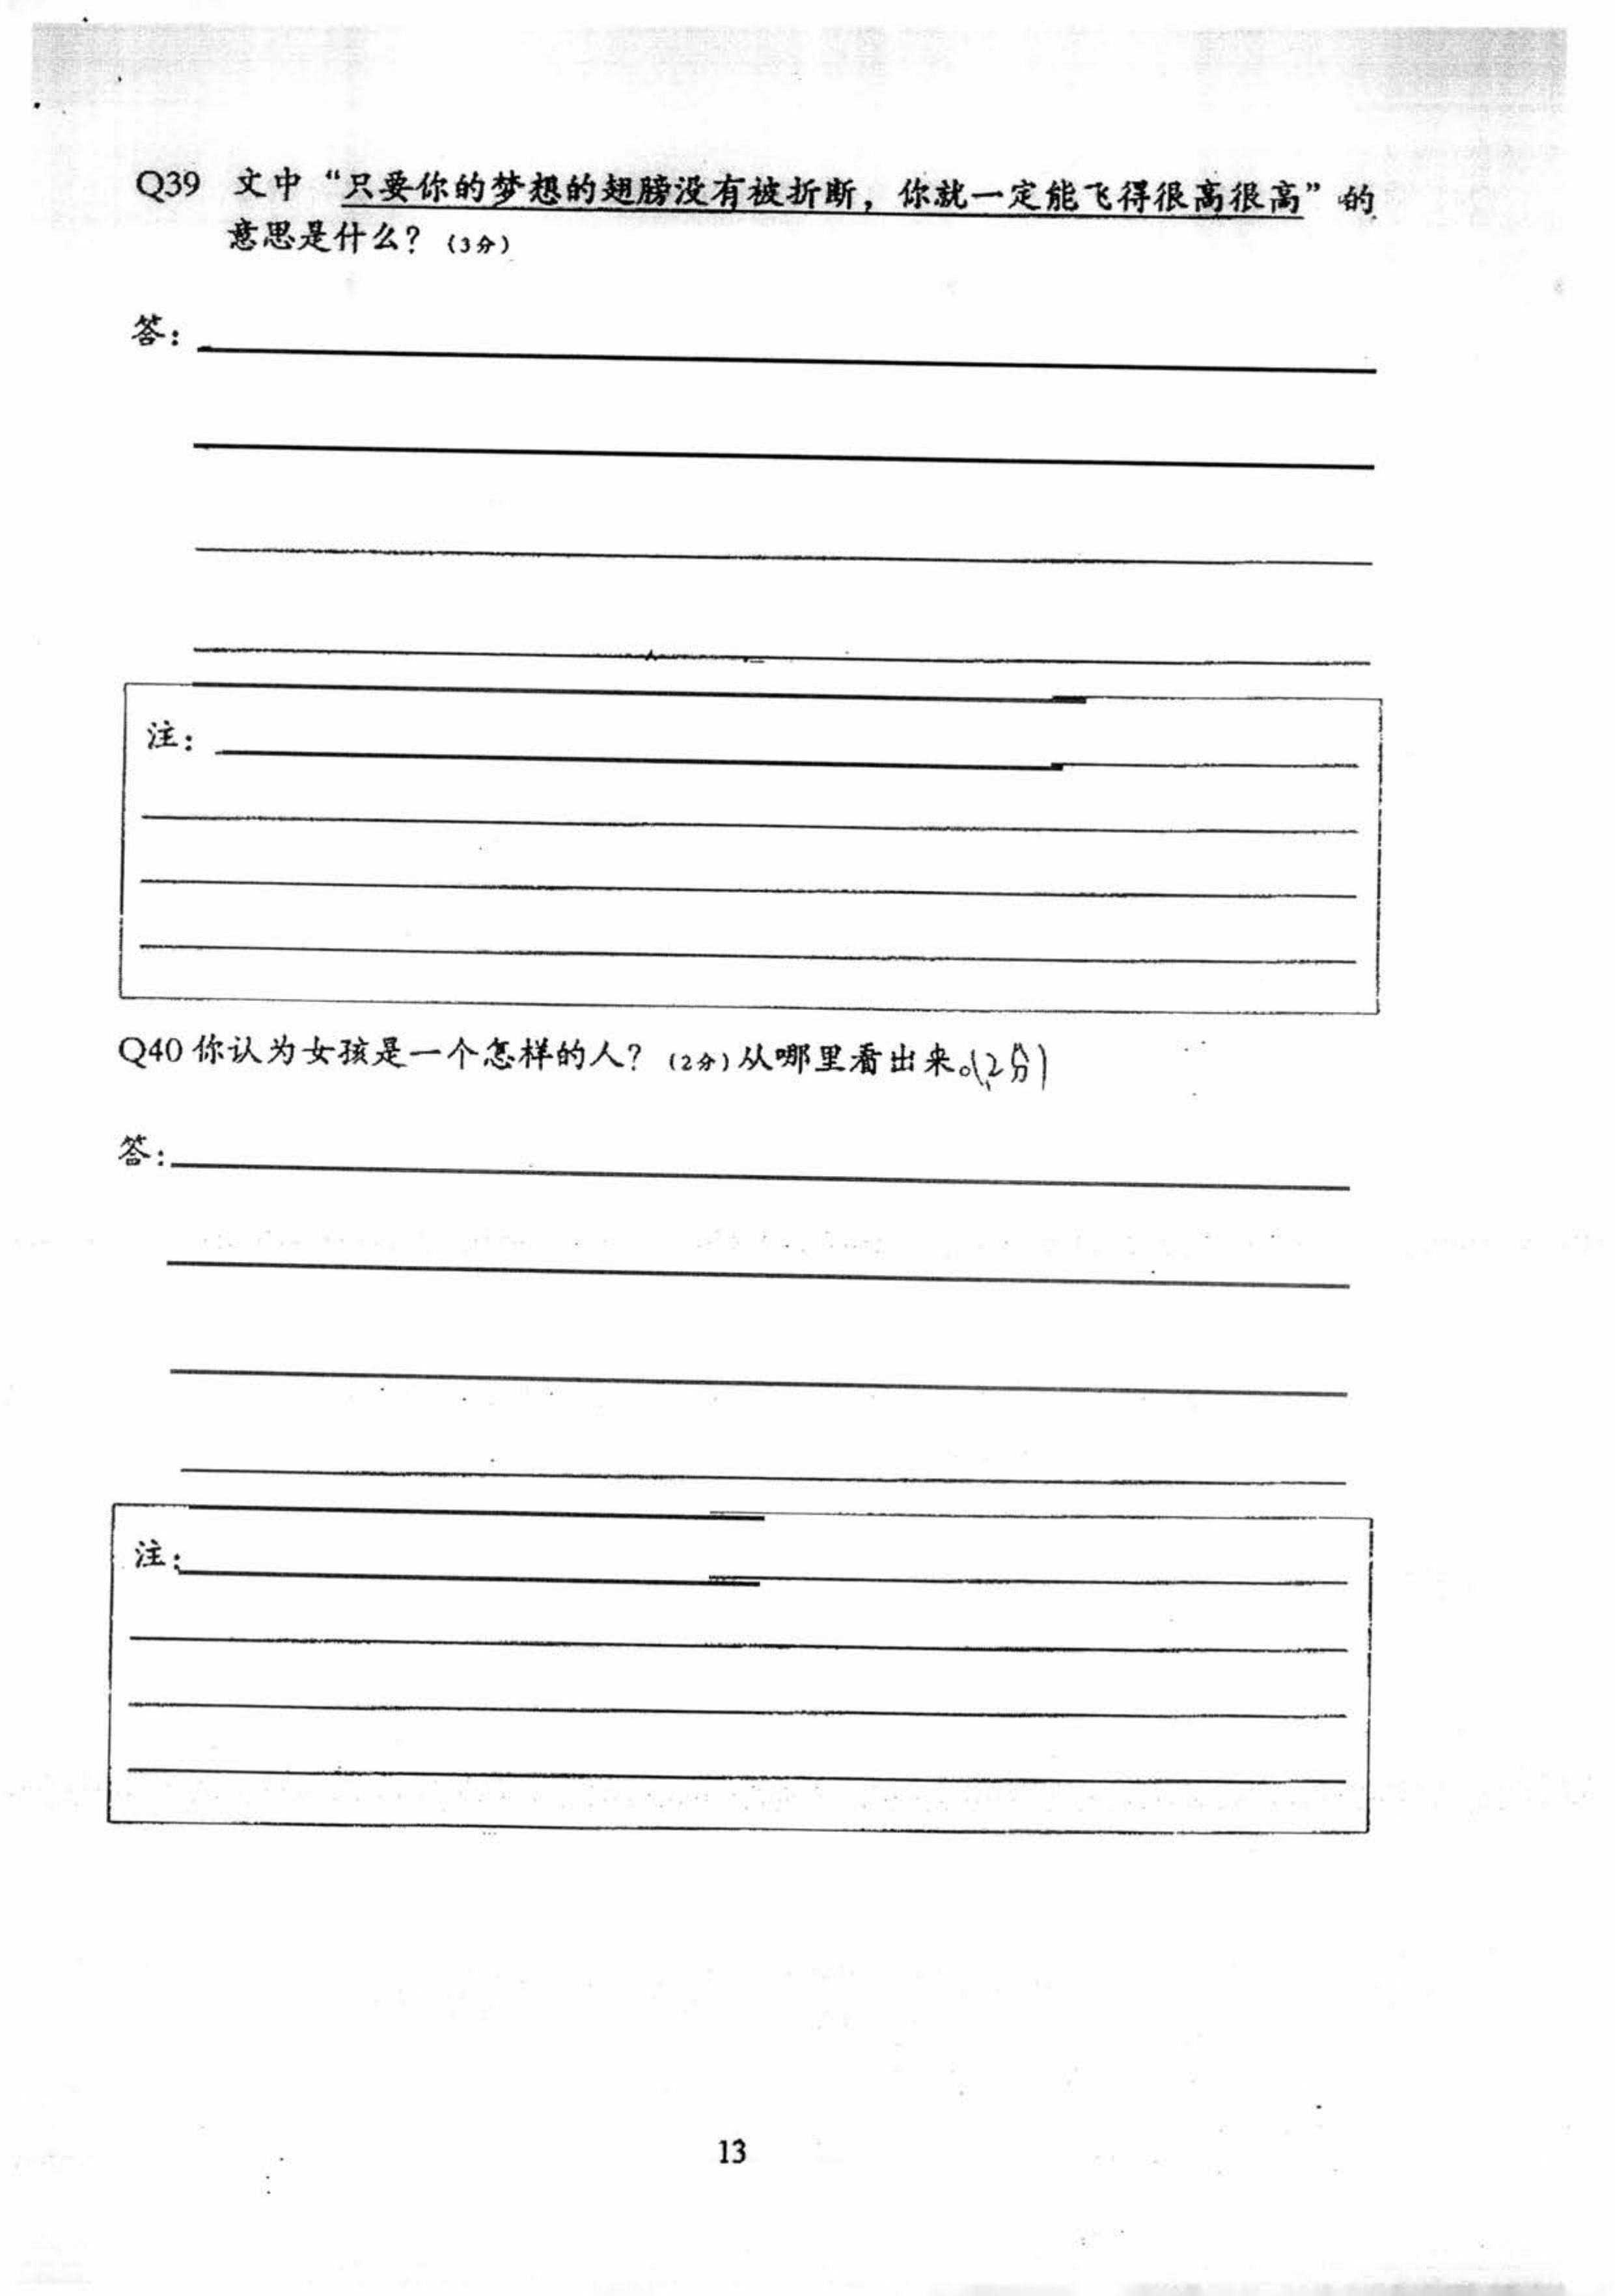 Q39 文中“只要你的梦想的翅膀没有被折断，你就一定能飞得很高很高”的
意思是什么？（3分）
答：
注：
Q40 你认为女孩是一个怎样的人？（2分）从哪里看出来。（2分）
答：
注：
13